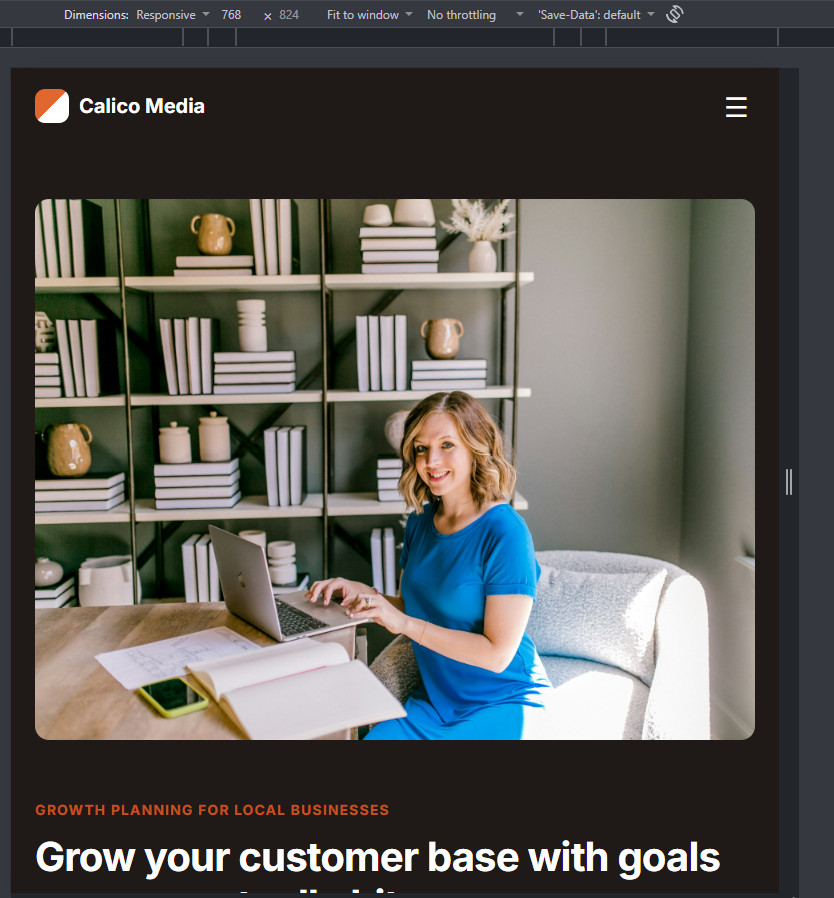 Dimensions: Responsive 768 × 824 Fit to window No throttling 'Save-Data': default
Calico Media
GROWTH PLANNING FOR LOCAL BUSINESSES
Grow your customer base with goals